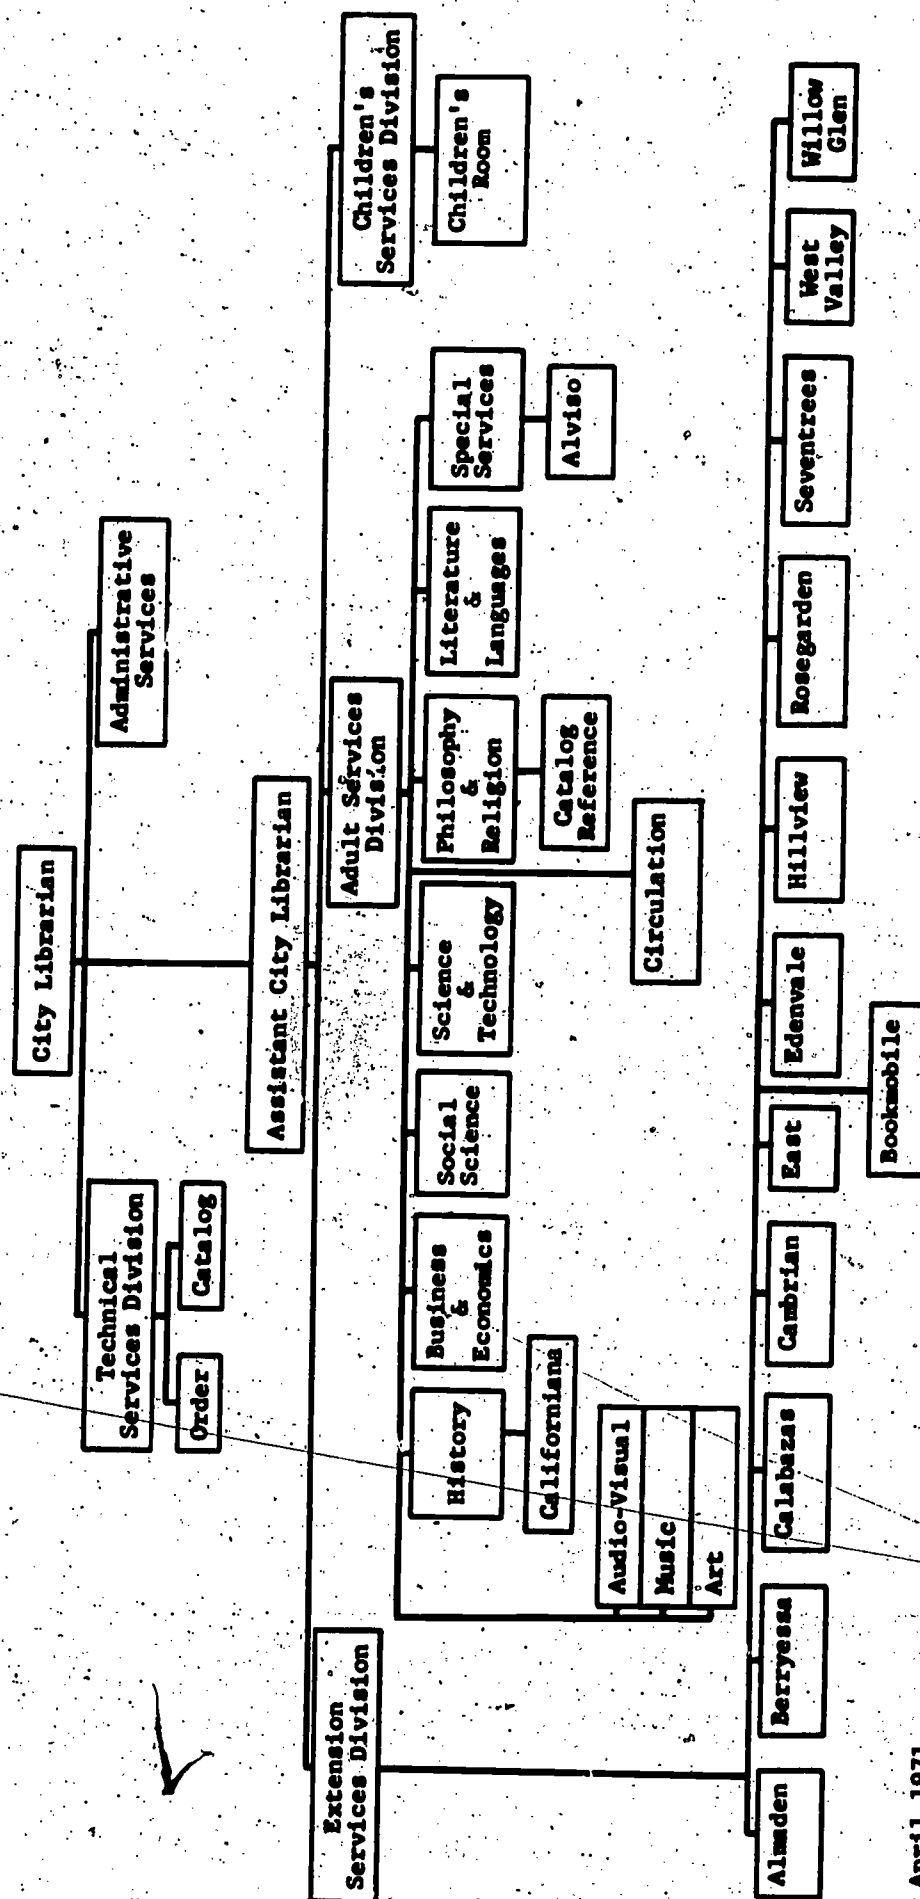 City Librarian
Technical
Services Division
Administrative
Services
Order
Catalog
Assistant City Librarian
Extension
Services Division
Adult Services
Division
Children's
Services Division
History
Business
&
Economics
Social
Science
Science
&
Technology
Philosophy
&
Religion
Literature
&
Languages
Special
Services
Children's
Room
Californiana
Catalog
Reference
Alviso
Audio-Visual
Music
Art
Circulation
Almaden
Berryessa
Calabazas
Cambrian
East
Edenvale
Hillview
Rosegarden
Seventrees
West
Valley
Willow
Glen
Bookmobile
April 1971